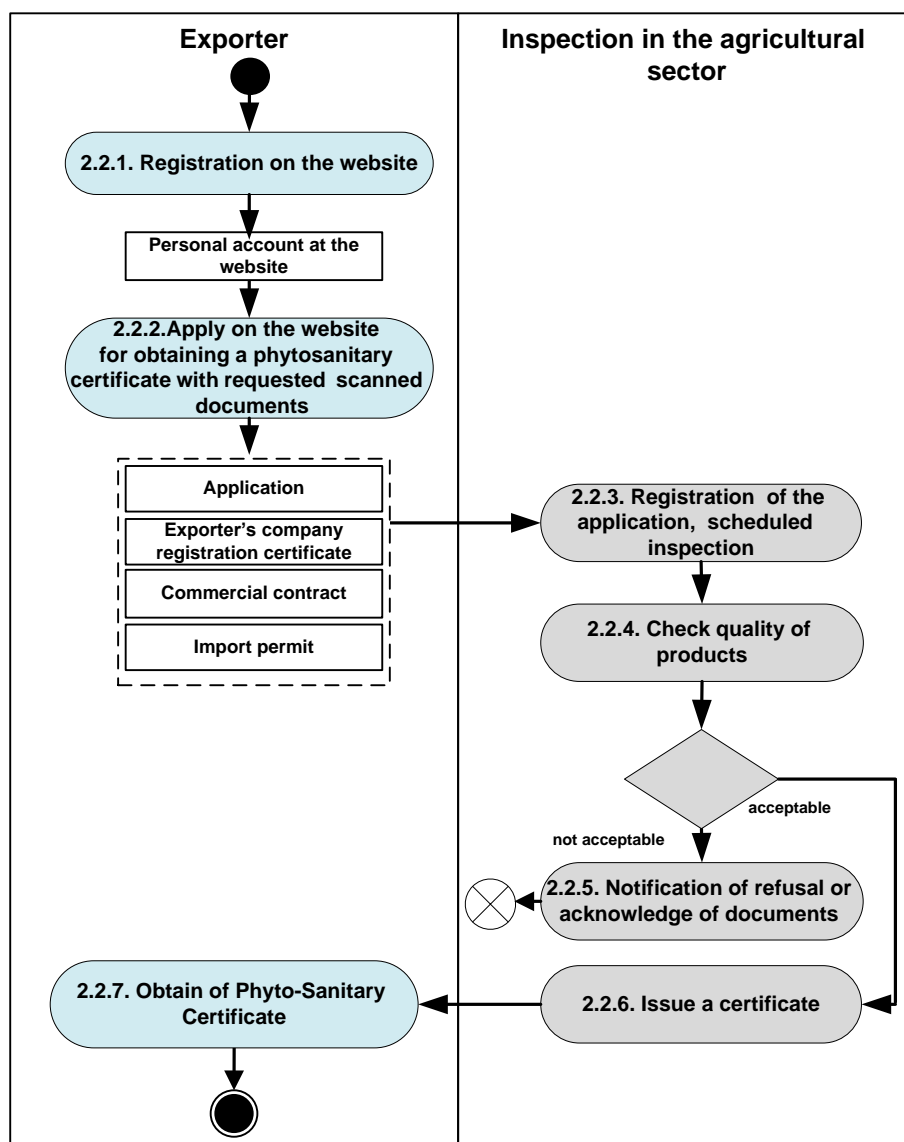 Exporter
Inspection in the agricultural
sector
2.2.1. Registration on the website
Personal account at the
website
2.2.2.Apply on the website
for obtaining a phytosanitary
certificate with requested scanned
documents
Application
Exporter's company
registration certificate
Commercial contract
Import permit
2.2.3. Registration of the
application, scheduled
inspection
2.2.4. Check quality of
products
acceptable
not acceptable
2.2.5. Notification of refusal or
acknowledge of documents
2.2.6. Issue a certificate
2.2.7. Obtain of Phyto-Sanitary
Certificate